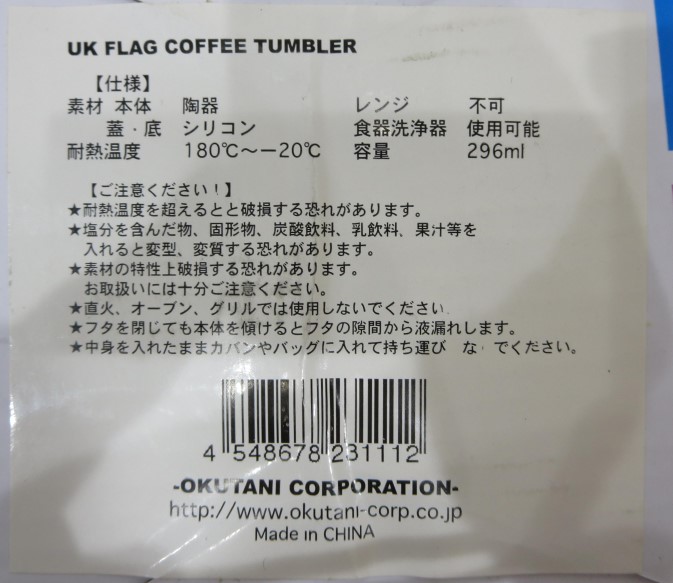 UK FLAG COFFEE TUMBLER
【仕様】
素材 本体 陶器 レンジ 不可
蓋・底 シリコン 食器洗浄器 使用可能
耐熱温度 180℃～ー20℃ 容量 296ml
【ご注意ください！】
★耐熱温度を超えるとと破損する恐れがあります。
★塩分を含んだ物、固形物、炭酸飲料、乳飲料、果汁等を
入れると変型、変質する恐れがあります。
★素材の特性上破損する恐れがあります。
お取扱いには十分ご注意ください。
★直火、オーブン、グリルでは使用しないでください.
★フタを閉じても本体を傾けるとフタの隙間から液漏れします。
★中身を入れたままカバンやバッグに入れて持ち運び な でください。
4 548678 231112
-OKUTANI CORPORATION-
http://www.okutani-corp.co.jp
Made in CHINA